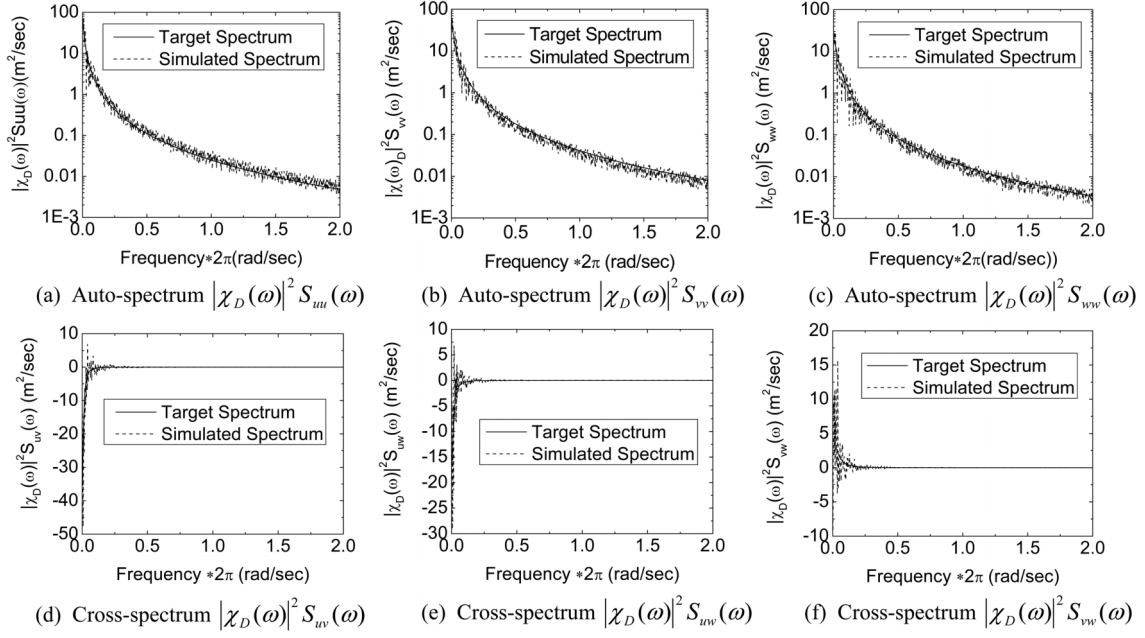 |χD(ω)|²Suu(ω)(m²/sec)
100
10
1
0.1
0.01
1E-3
Target Spectrum
Simulated Spectrum
0.0 0.5 1.0 1.5 2.0
Frequency*2π(rad/sec)
(a) Auto-spectrum |χD(ω)|² Suu(ω)
|χ(ω)D|²Svv(ω) (m²/sec)
100
10
1
0.1
0.01
1E-3
Target Spectrum
Simulated Spectrum
0.0 0.5 1.0 1.5 2.0
Frequency *2π (rad/sec)
(b) Auto-spectrum |χD(ω)|² Svv(ω)
|χD(ω)|²Sww(ω) (m²/sec)
100
10
1
0.1
0.01
1E-3
Target Spectrum
Simulated Spectrum
0.0 0.5 1.0 1.5 2.0
Frequency*2π(rad/sec))
(c) Auto-spectrum |χD(ω)|² Sww(ω)
|χD(ω)|²Suv(ω) (m²/sec)
10
0
-10
-20
-30
-40
-50
Target Spectrum
Simulated Spectrum
0.0 0.5 1.0 1.5 2.0
Frequency *2π (rad/sec)
(d) Cross-spectrum |χD(ω)|² Suv(ω)
|χD(ω)|²Suw(ω) (m²/sec)
10
5
0
-5
-10
-15
-20
-25
-30
Target Spectrum
Simulated Spectrum
0.0 0.5 1.0 1.5 2.0
Frequency *2π (rad/sec)
(e) Cross-spectrum |χD(ω)|² Suw(ω)
|χD(ω)|²Svw(ω) (m²/sec)
20
15
10
5
0
-5
-10
Target Spectrum
Simulated Spectrum
0.0 0.5 1.0 1.5 2.0
Frequency *2π (rad/sec)
(f) Cross-spectrum |χD(ω)|² Svw(ω)